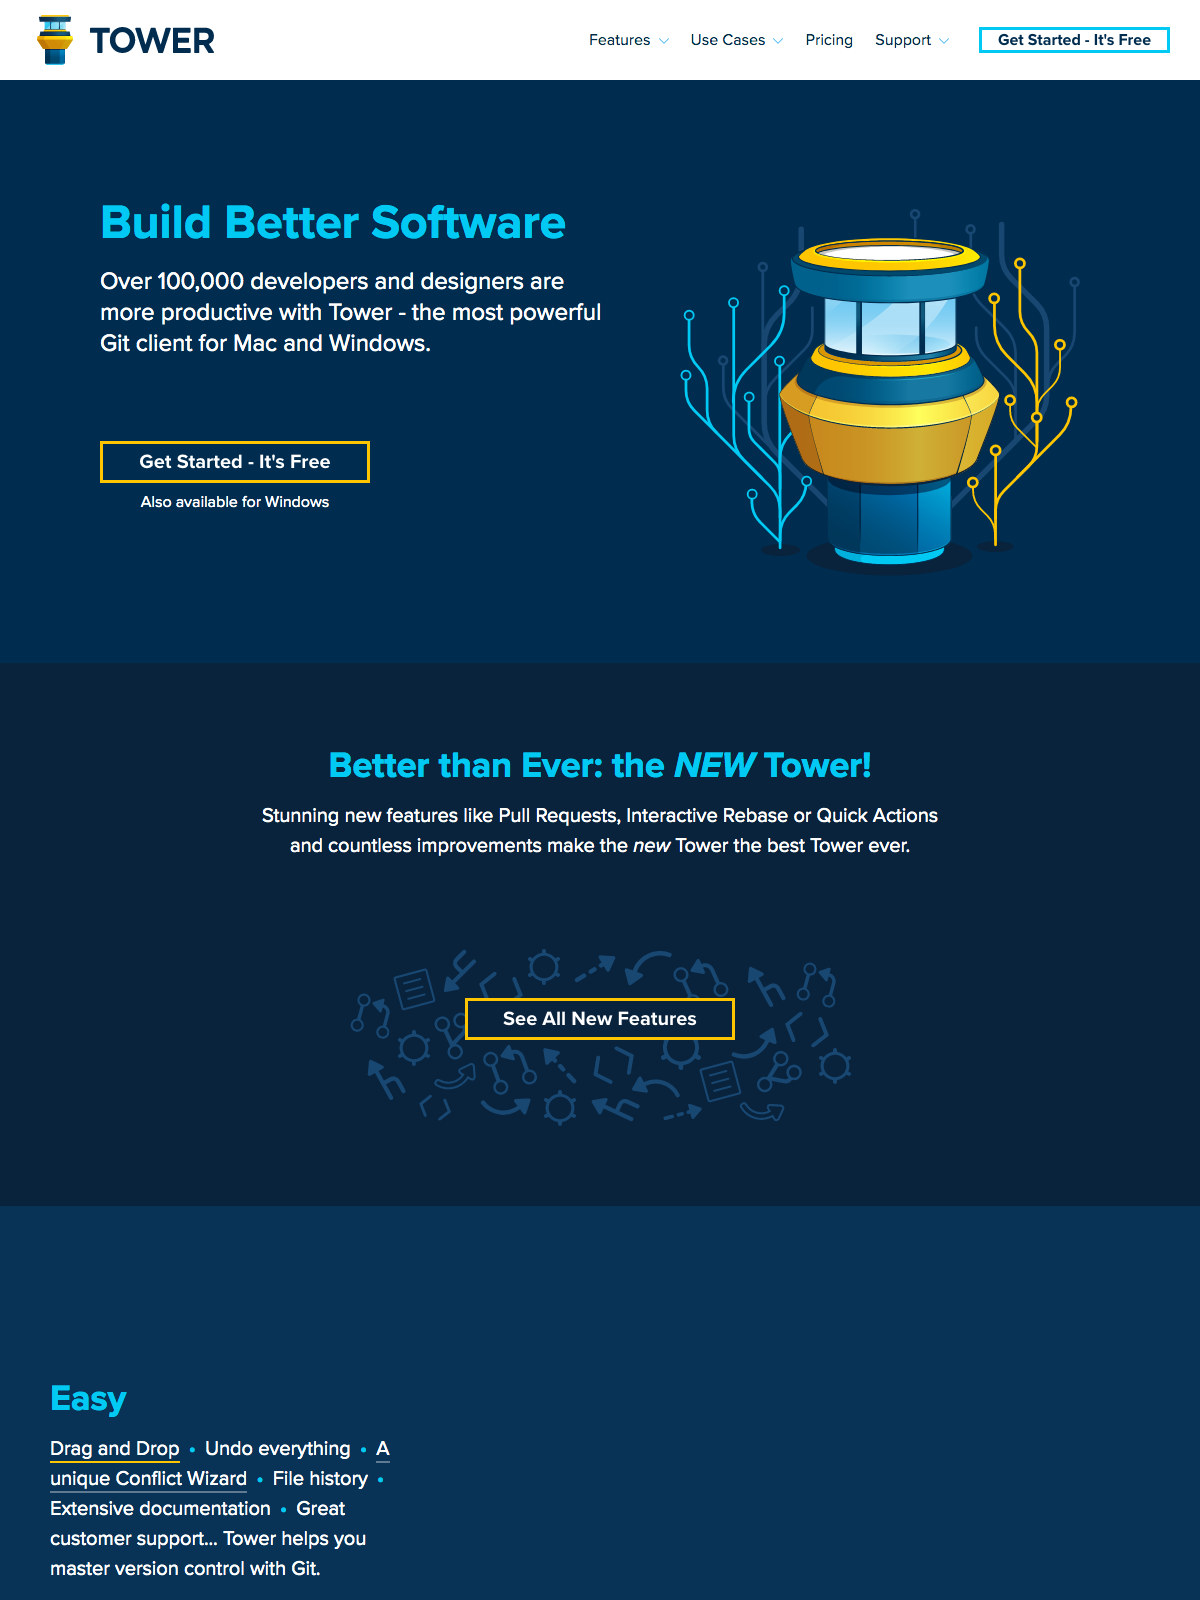 TOWER
Features
Use Cases
Pricing
Support
Get Started - It's Free
Build Better Software
Over 100,000 developers and designers are
more productive with Tower - the most powerful
Git client for Mac and Windows.
Get Started - It's Free
Also available for Windows
Better than Ever: the NEW Tower!
Stunning new features like Pull Requests, Interactive Rebase or Quick Actions
and countless improvements make the new Tower the best Tower ever.
See All New Features
Easy
Drag and Drop • Undo everything • A
unique Conflict Wizard • File history •
Extensive documentation • Great
customer support... Tower helps you
master version control with Git.